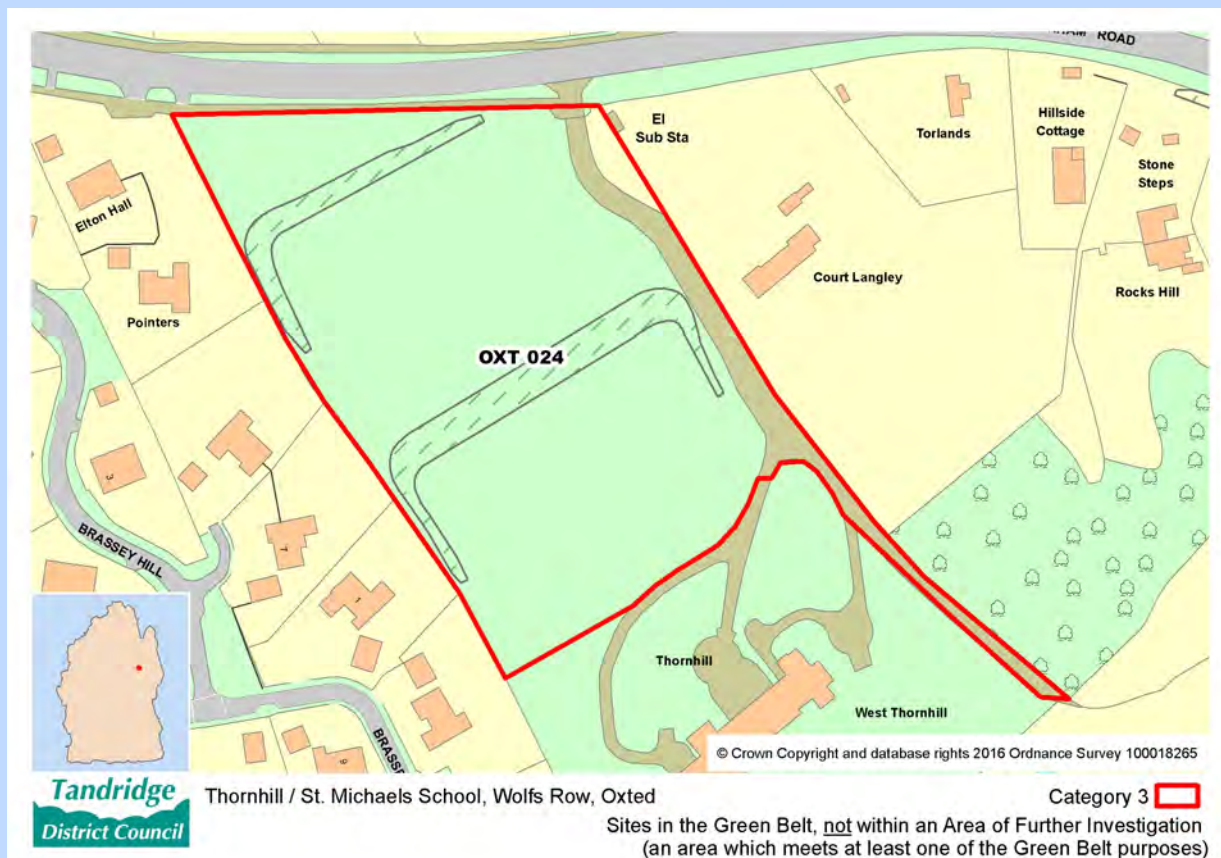 HAM ROAD
El
Sub Sta
Torlands
Hillside
Cottage
Stone
Steps
Elton Hall
Court Langley
Rocks Hill
Pointers
OXT 024
3
BRASSEY HILL
7
1
Thornhill
West Thornhill
BRASSE
9
© Crown Copyright and database rights 2016 Ordnance Survey 100018265
Tandridge
District Council
Thornhill / St. Michaels School, Wolfs Row, Oxted
Category 3
Sites in the Green Belt, not within an Area of Further Investigation
(an area which meets at least one of the Green Belt purposes)